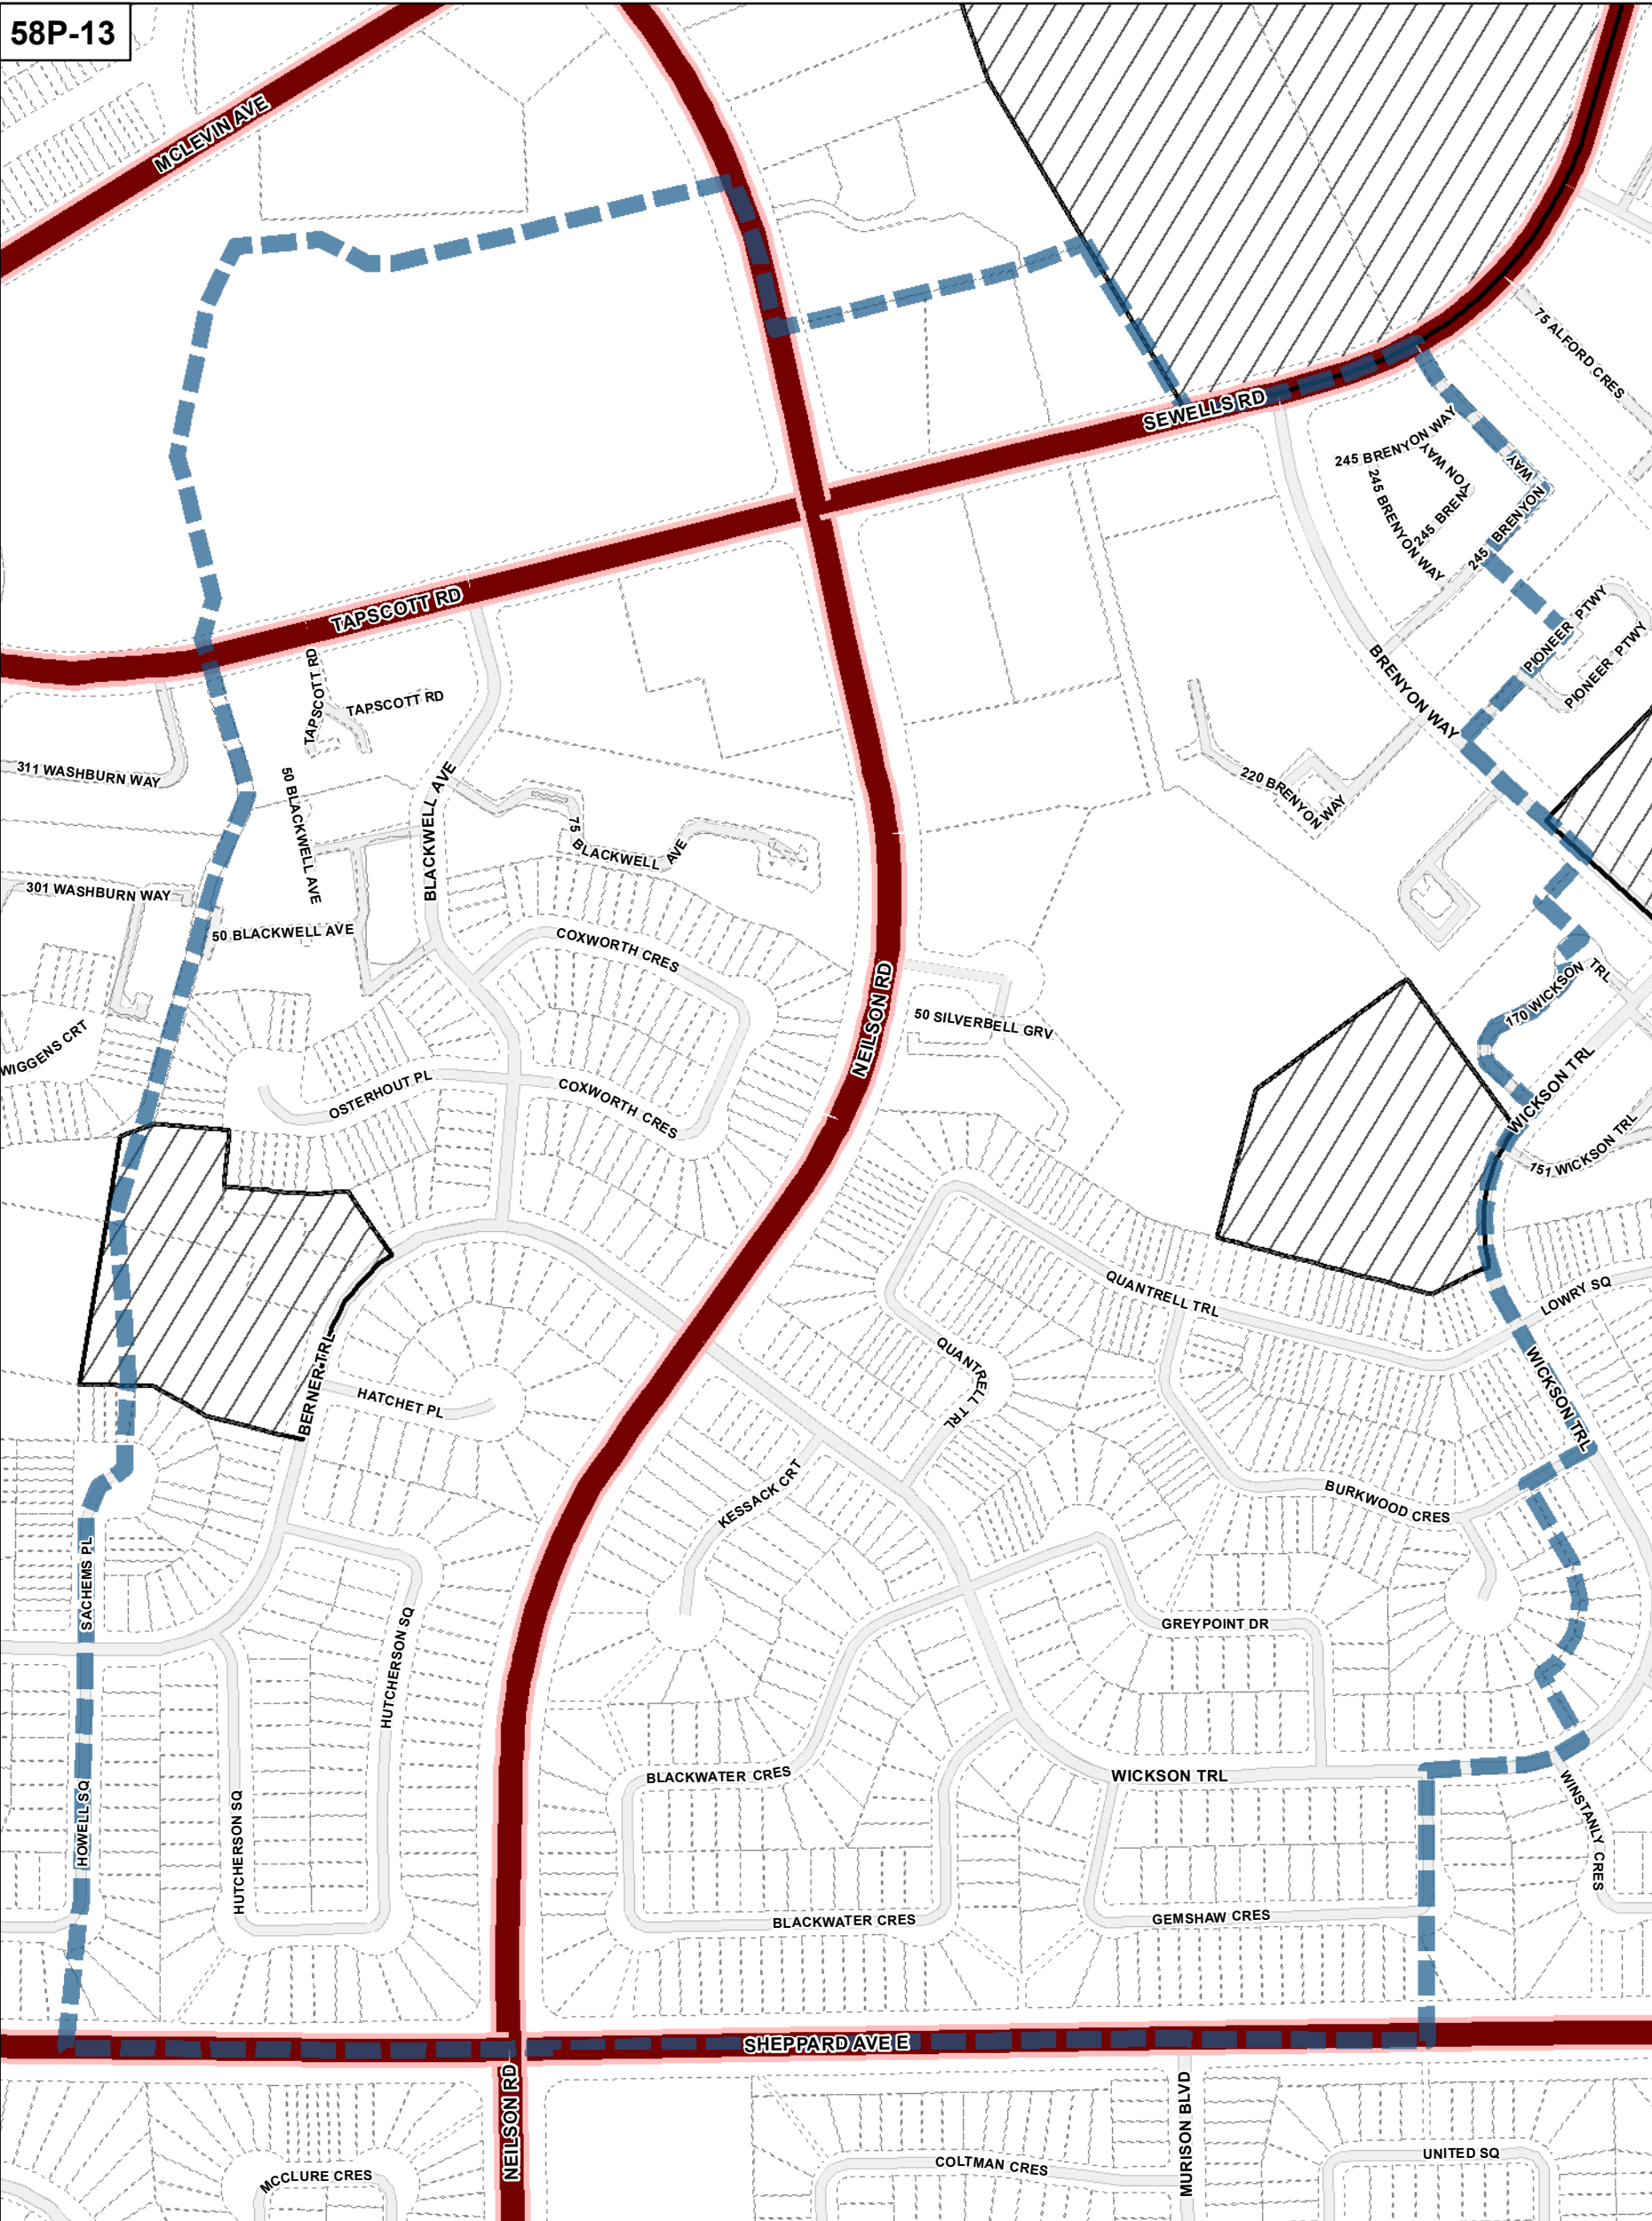 58P-13
MCLEVIN AVE
75 ALFORD CRES
SEWELLS RD
245 BRENYON WAY
WAY
YON WAY
245 BREN
245 BRENYON WAY
245 BRENYON
TAPSCOTT RD
PIONEER PTWY
PIONEER PTWY
BRENYON WAY
TAPSCOTT RD
TAPSCOTT RD
311 WASHBURN WAY
50 BLACKWELL AVE
BLACKWELL AVE
75
BLACKWELL AVE
220 BRENYON WAY
301 WASHBURN WAY
50 BLACKWELL AVE
COXWORTH CRES
NEILSON RD
50 SILVERBELL GRV
170 WICKSON TRL
WIGGENS CRT
OSTERHOUT PL
COXWORTH CRES
WICKSON TRL
151 WICKSON TRL
QUANTRELL TRL
LOWRY SQ
BERNER TRL
HATCHET PL
QUANTRELL TRL
WICKSON TRL
KESSACK CRT
BURKWOOD CRES
SACHEMS PL
HUTCHERSON SQ
GREYPOINT DR
BLACKWATER CRES
WICKSON TRL
HOWELL SQ
HUTCHERSON SQ
WINSTANLY CRES
BLACKWATER CRES
GEMSHAW CRES
SHEPPARD AVE E
NEILSON RD
MURISON BLVD
MCCLURE CRES
COLTMAN CRES
UNITED SQ